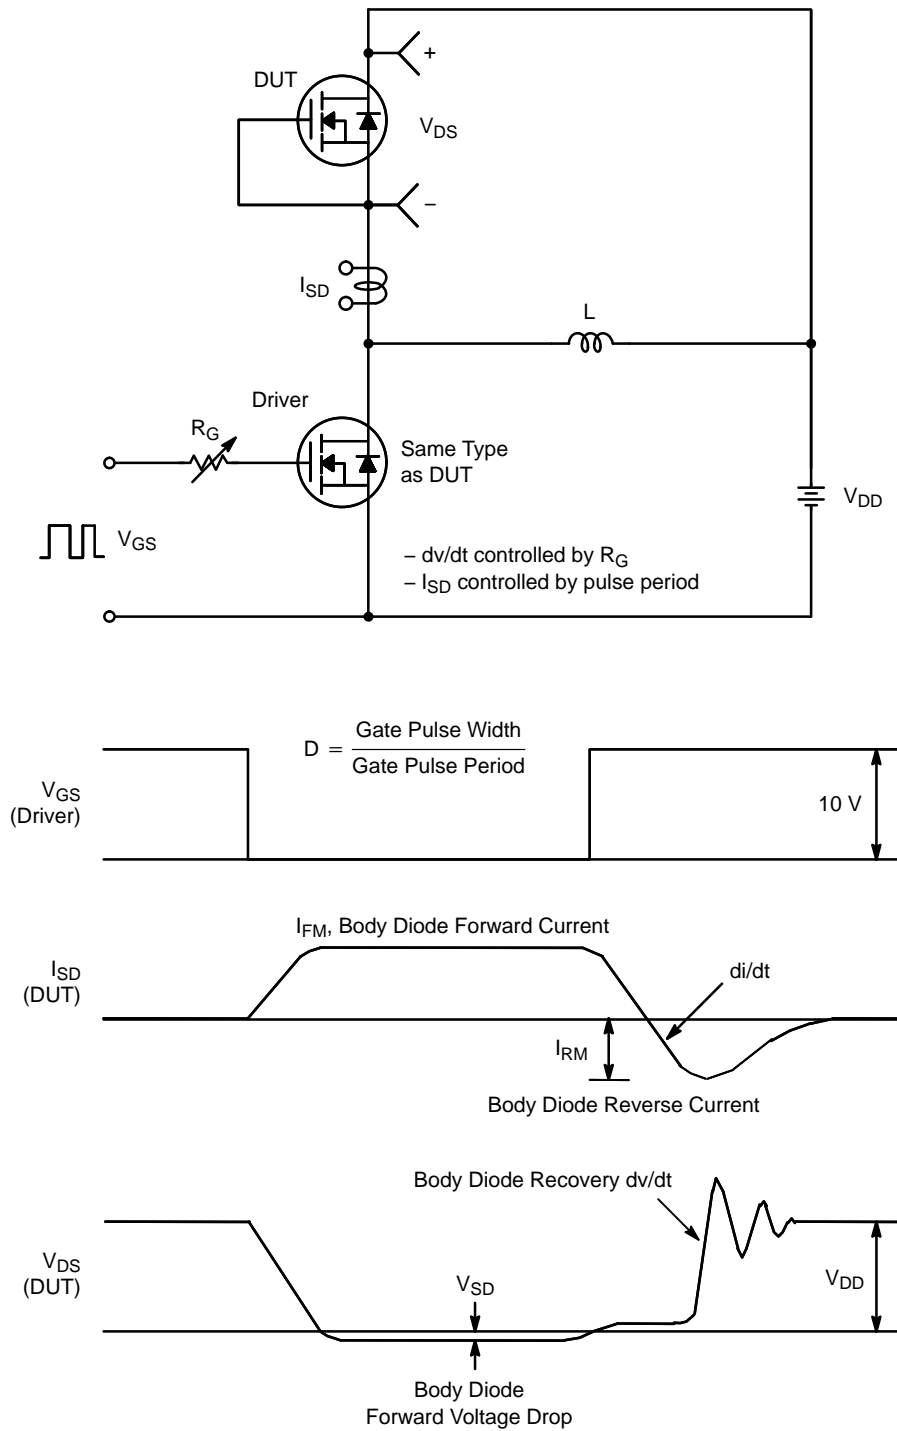 +
DUT
V_DS
–
I_SD
L
Driver
R_G
Same Type
as DUT
V_DD
V_GS
– dv/dt controlled by R_G
– I_SD controlled by pulse period
D = Gate Pulse Width
Gate Pulse Period
V_GS
(Driver)
10 V
I_FM, Body Diode Forward Current
I_SD
(DUT)
di/dt
I_RM
Body Diode Reverse Current
Body Diode Recovery dv/dt
V_DS
(DUT)
V_SD
V_DD
Body Diode
Forward Voltage Drop